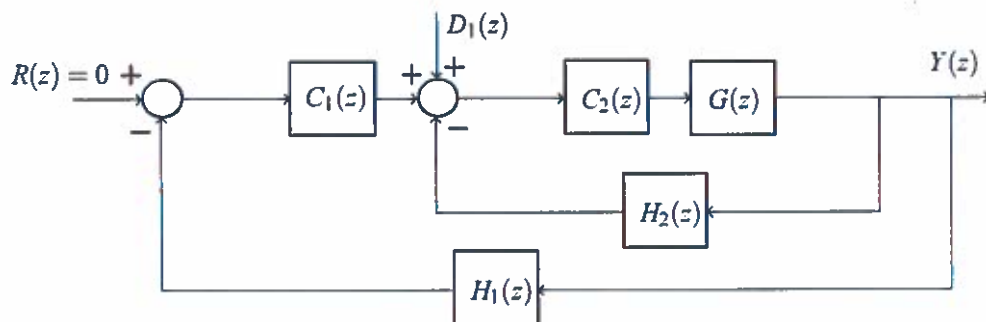 D₁(z)
R(z) = 0 + + + Y(z)
C₁(z) C₂(z) G(z)
− −
H₂(z)
H₁(z)